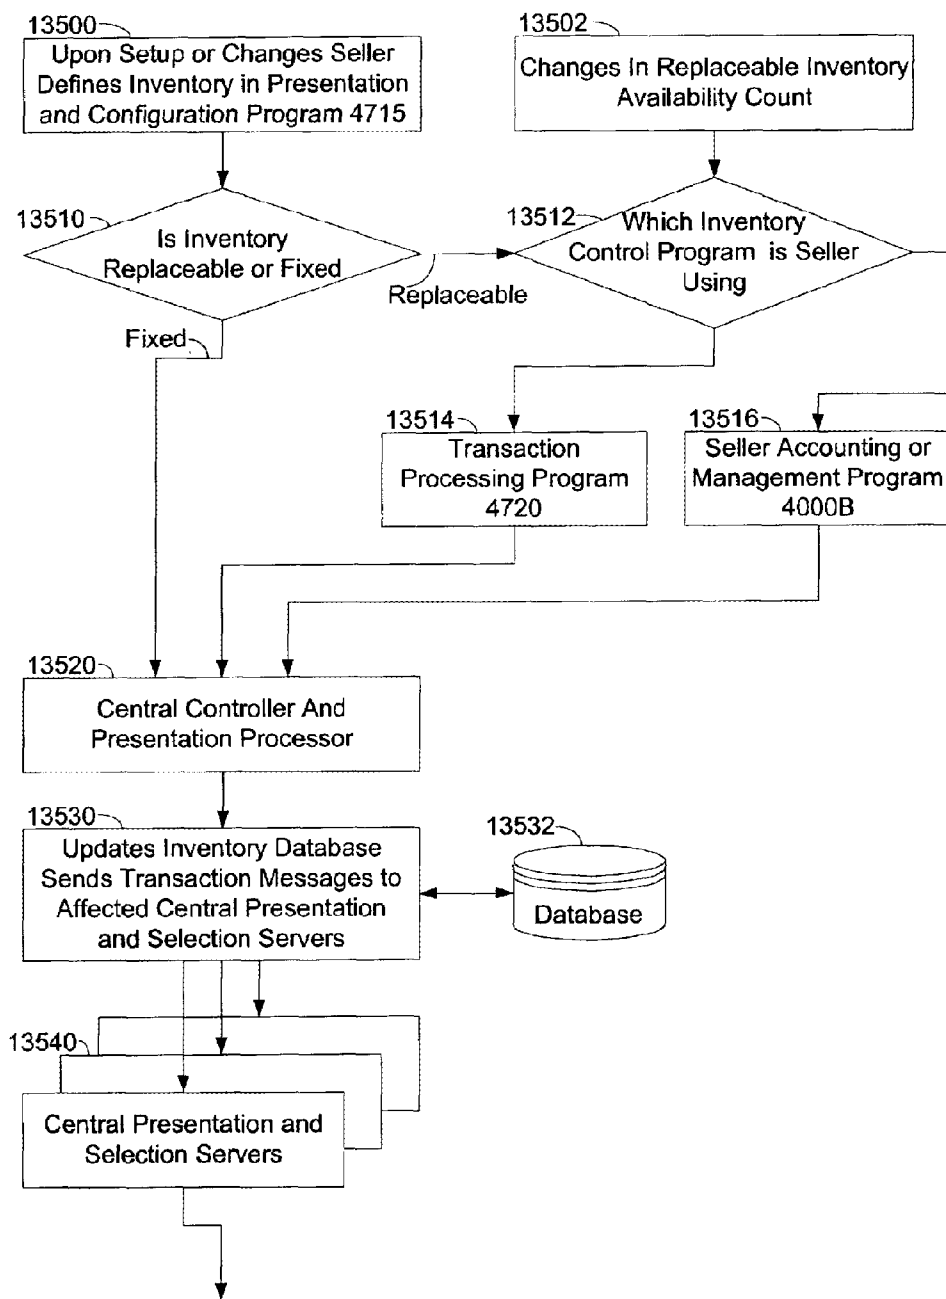 13500
Upon Setup or Changes Seller
Defines Inventory in Presentation
and Configuration Program 4715
13502
Changes In Replaceable Inventory
Availability Count
13510
Is Inventory
Replaceable or Fixed
Replaceable
Fixed
13512
Which Inventory
Control Program is Seller
Using
13514
Transaction
Processing Program
4720
13516
Seller Accounting or
Management Program
4000B
13520
Central Controller And
Presentation Processor
13530
Updates Inventory Database
Sends Transaction Messages to
Affected Central Presentation
and Selection Servers
13532
Database
13540
Central Presentation and
Selection Servers